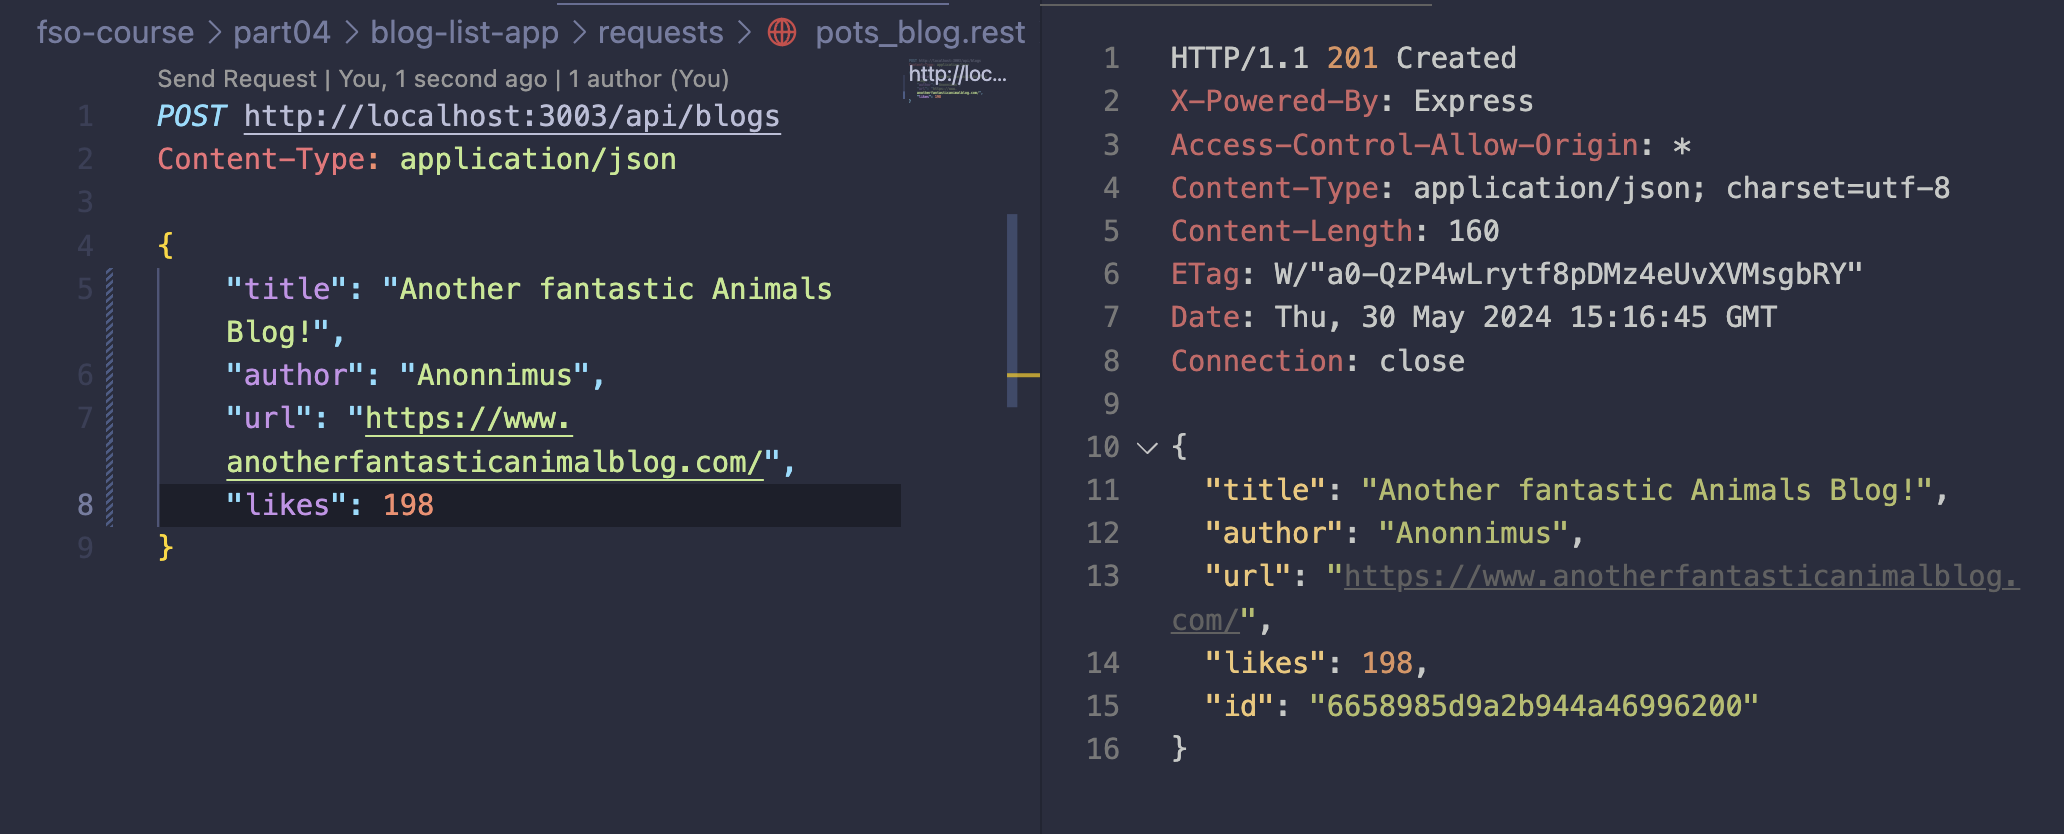 fso-course > part04 > blog-list-app > requests > pots_blog.rest
Send Request | You, 1 second ago | 1 author (You)
http://loc...
1 POST http://localhost:3003/api/blogs
2 Content-Type: application/json
3
4 {
5 "title": "Another fantastic Animals
Blog!",
6 "author": "Anonnimus",
7 "url": "https://www.
anotherfantasticanimalblog.com/",
8 "likes": 198
9 }
1 HTTP/1.1 201 Created
2 X-Powered-By: Express
3 Access-Control-Allow-Origin: *
4 Content-Type: application/json; charset=utf-8
5 Content-Length: 160
6 ETag: W/"a0-QzP4wLrytf8pDMz4eUvXVMsgbRY"
7 Date: Thu, 30 May 2024 15:16:45 GMT
8 Connection: close
9
10 {
11 "title": "Another fantastic Animals Blog!",
12 "author": "Anonnimus",
13 "url": "https://www.anotherfantasticanimalblog.
com/",
14 "likes": 198,
15 "id": "6658985d9a2b944a46996200"
16 }